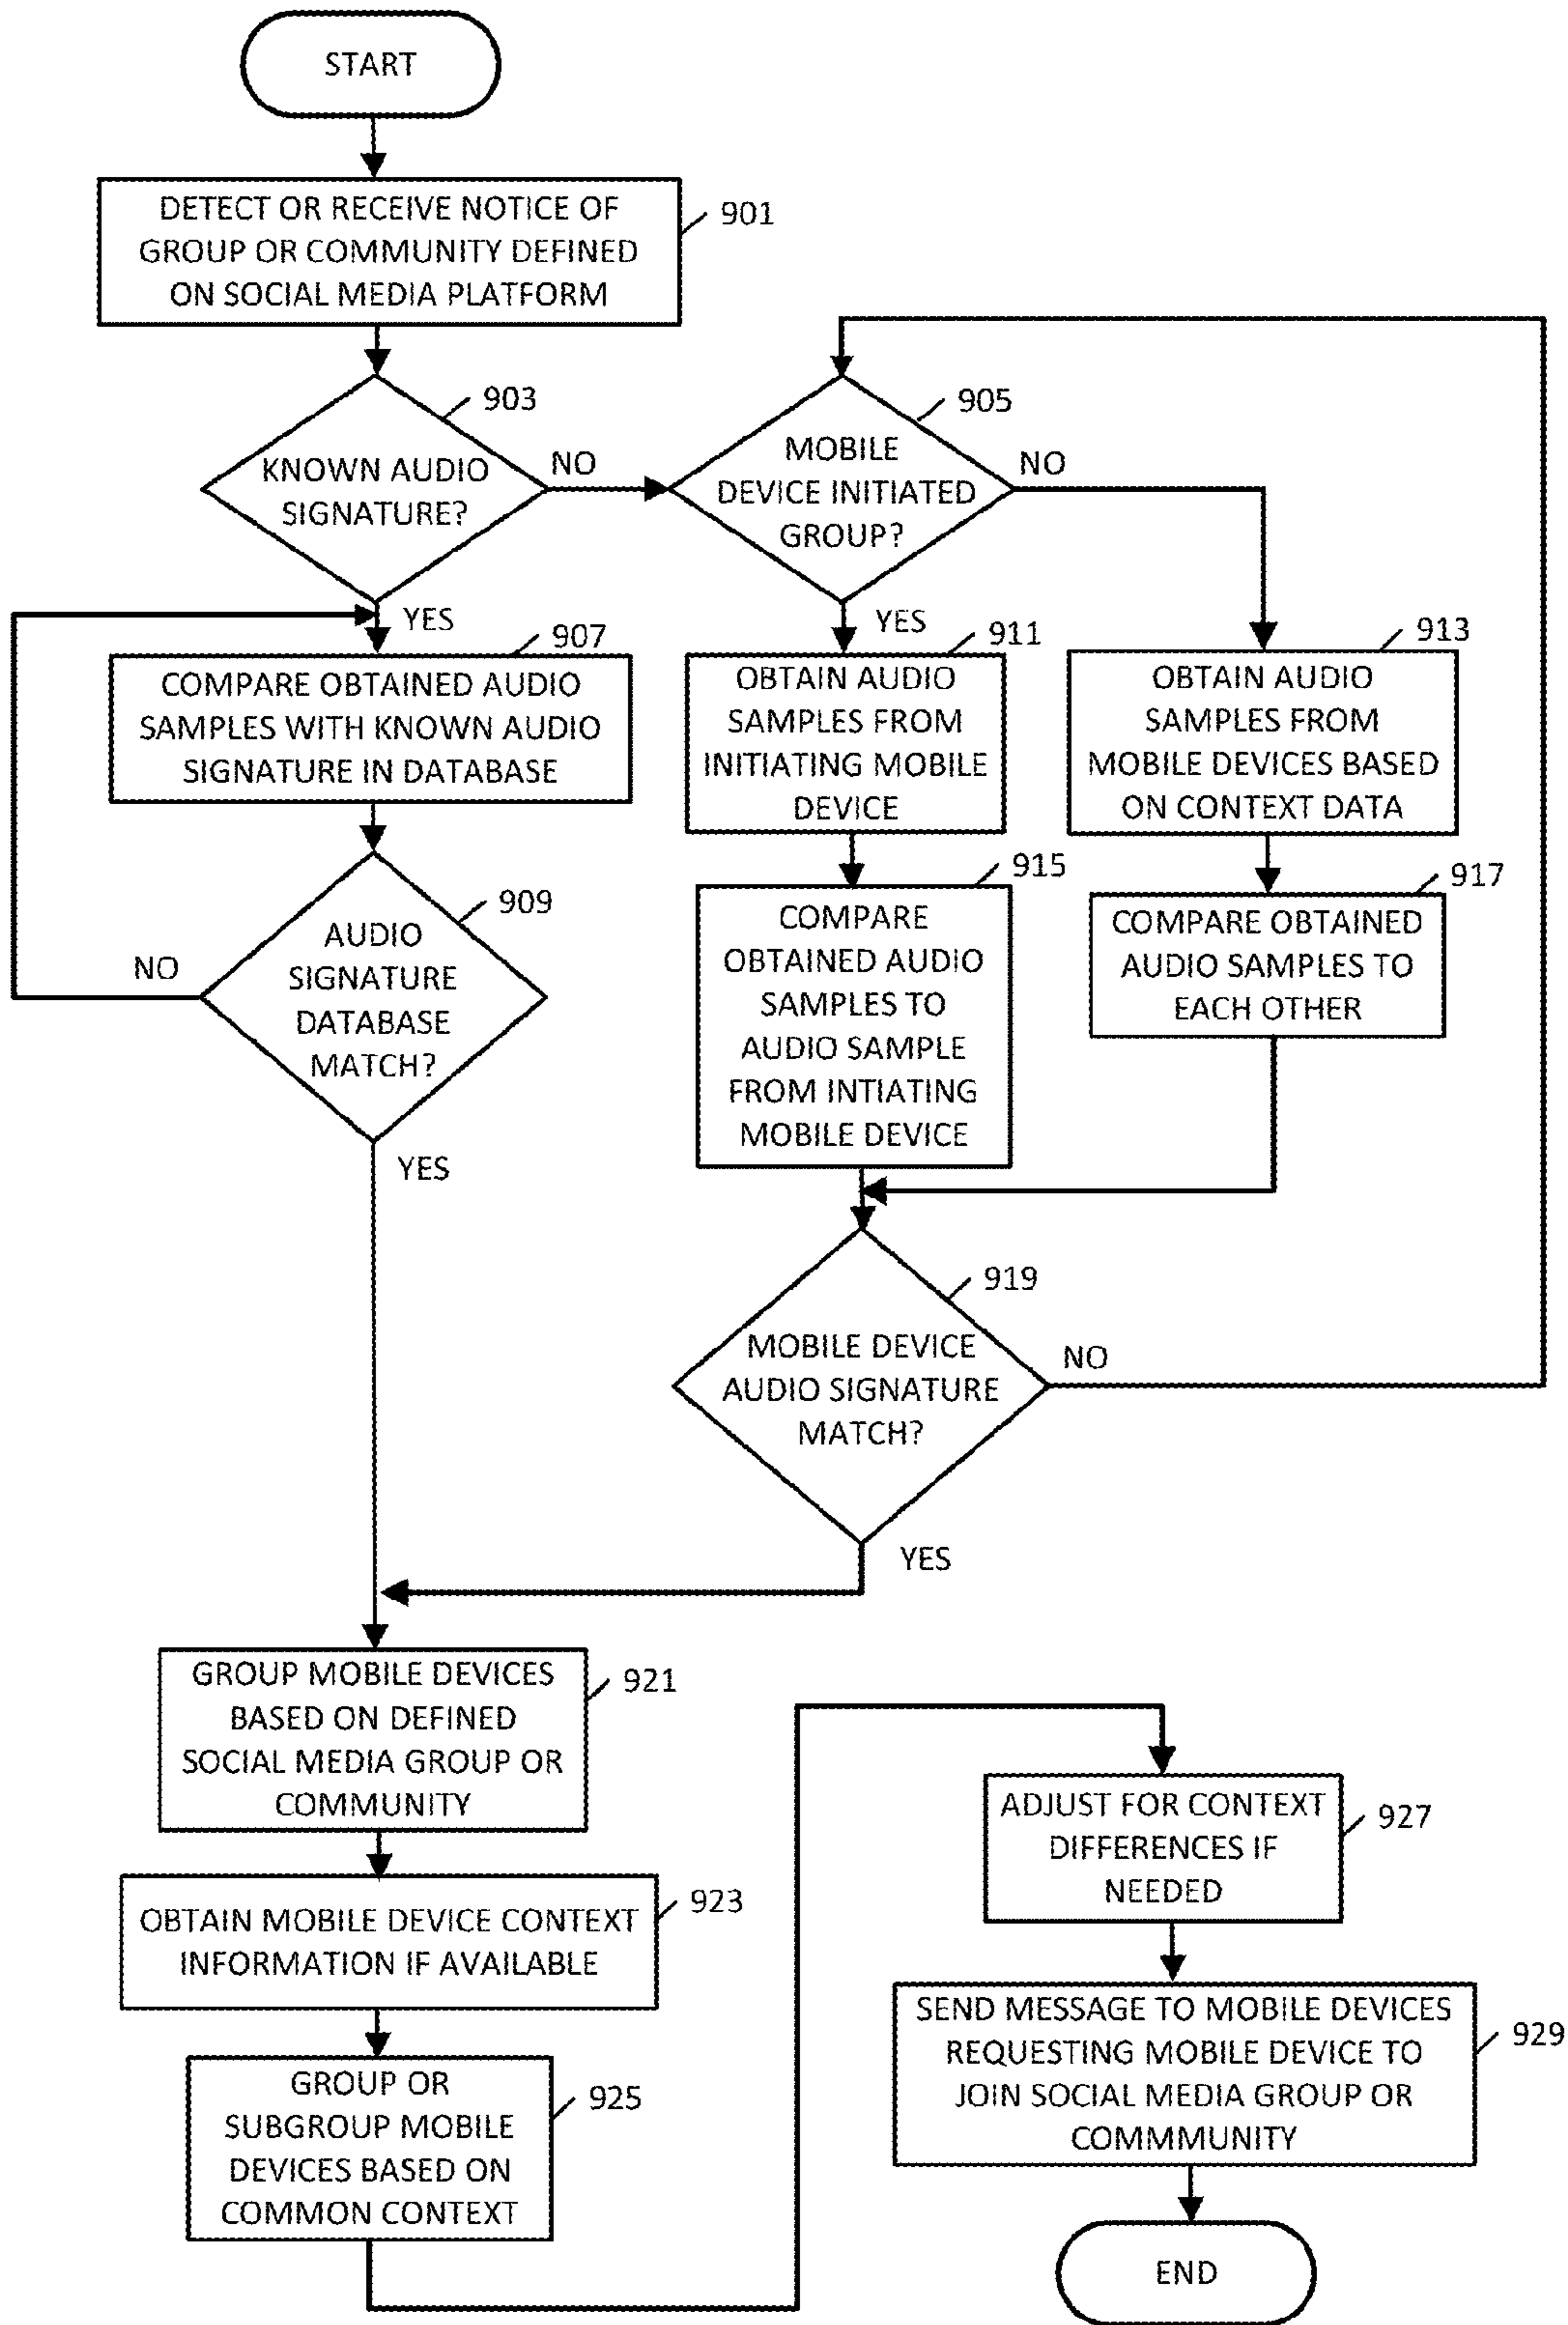 START
DETECT OR RECEIVE NOTICE OF
GROUP OR COMMUNITY DEFINED
ON SOCIAL MEDIA PLATFORM
901
KNOWN AUDIO
SIGNATURE?
903
NO
YES
MOBILE
DEVICE INITIATED
GROUP?
905
NO
YES
COMPARE OBTAINED AUDIO
SAMPLES WITH KNOWN AUDIO
SIGNATURE IN DATABASE
907
OBTAIN AUDIO
SAMPLES FROM
INITIATING MOBILE
DEVICE
911
OBTAIN AUDIO
SAMPLES FROM
MOBILE DEVICES BASED
ON CONTEXT DATA
913
AUDIO
SIGNATURE
DATABASE
MATCH?
909
NO
YES
COMPARE
OBTAINED AUDIO
SAMPLES TO
AUDIO SAMPLE
FROM INTIATING
MOBILE DEVICE
915
COMPARE OBTAINED
AUDIO SAMPLES TO
EACH OTHER
917
MOBILE DEVICE
AUDIO SIGNATURE
MATCH?
919
NO
YES
GROUP MOBILE DEVICES
BASED ON DEFINED
SOCIAL MEDIA GROUP OR
COMMUNITY
921
OBTAIN MOBILE DEVICE CONTEXT
INFORMATION IF AVAILABLE
923
GROUP OR
SUBGROUP MOBILE
DEVICES BASED ON
COMMON CONTEXT
925
ADJUST FOR CONTEXT
DIFFERENCES IF
NEEDED
927
SEND MESSAGE TO MOBILE DEVICES
REQUESTING MOBILE DEVICE TO
JOIN SOCIAL MEDIA GROUP OR
COMMMUNITY
929
END